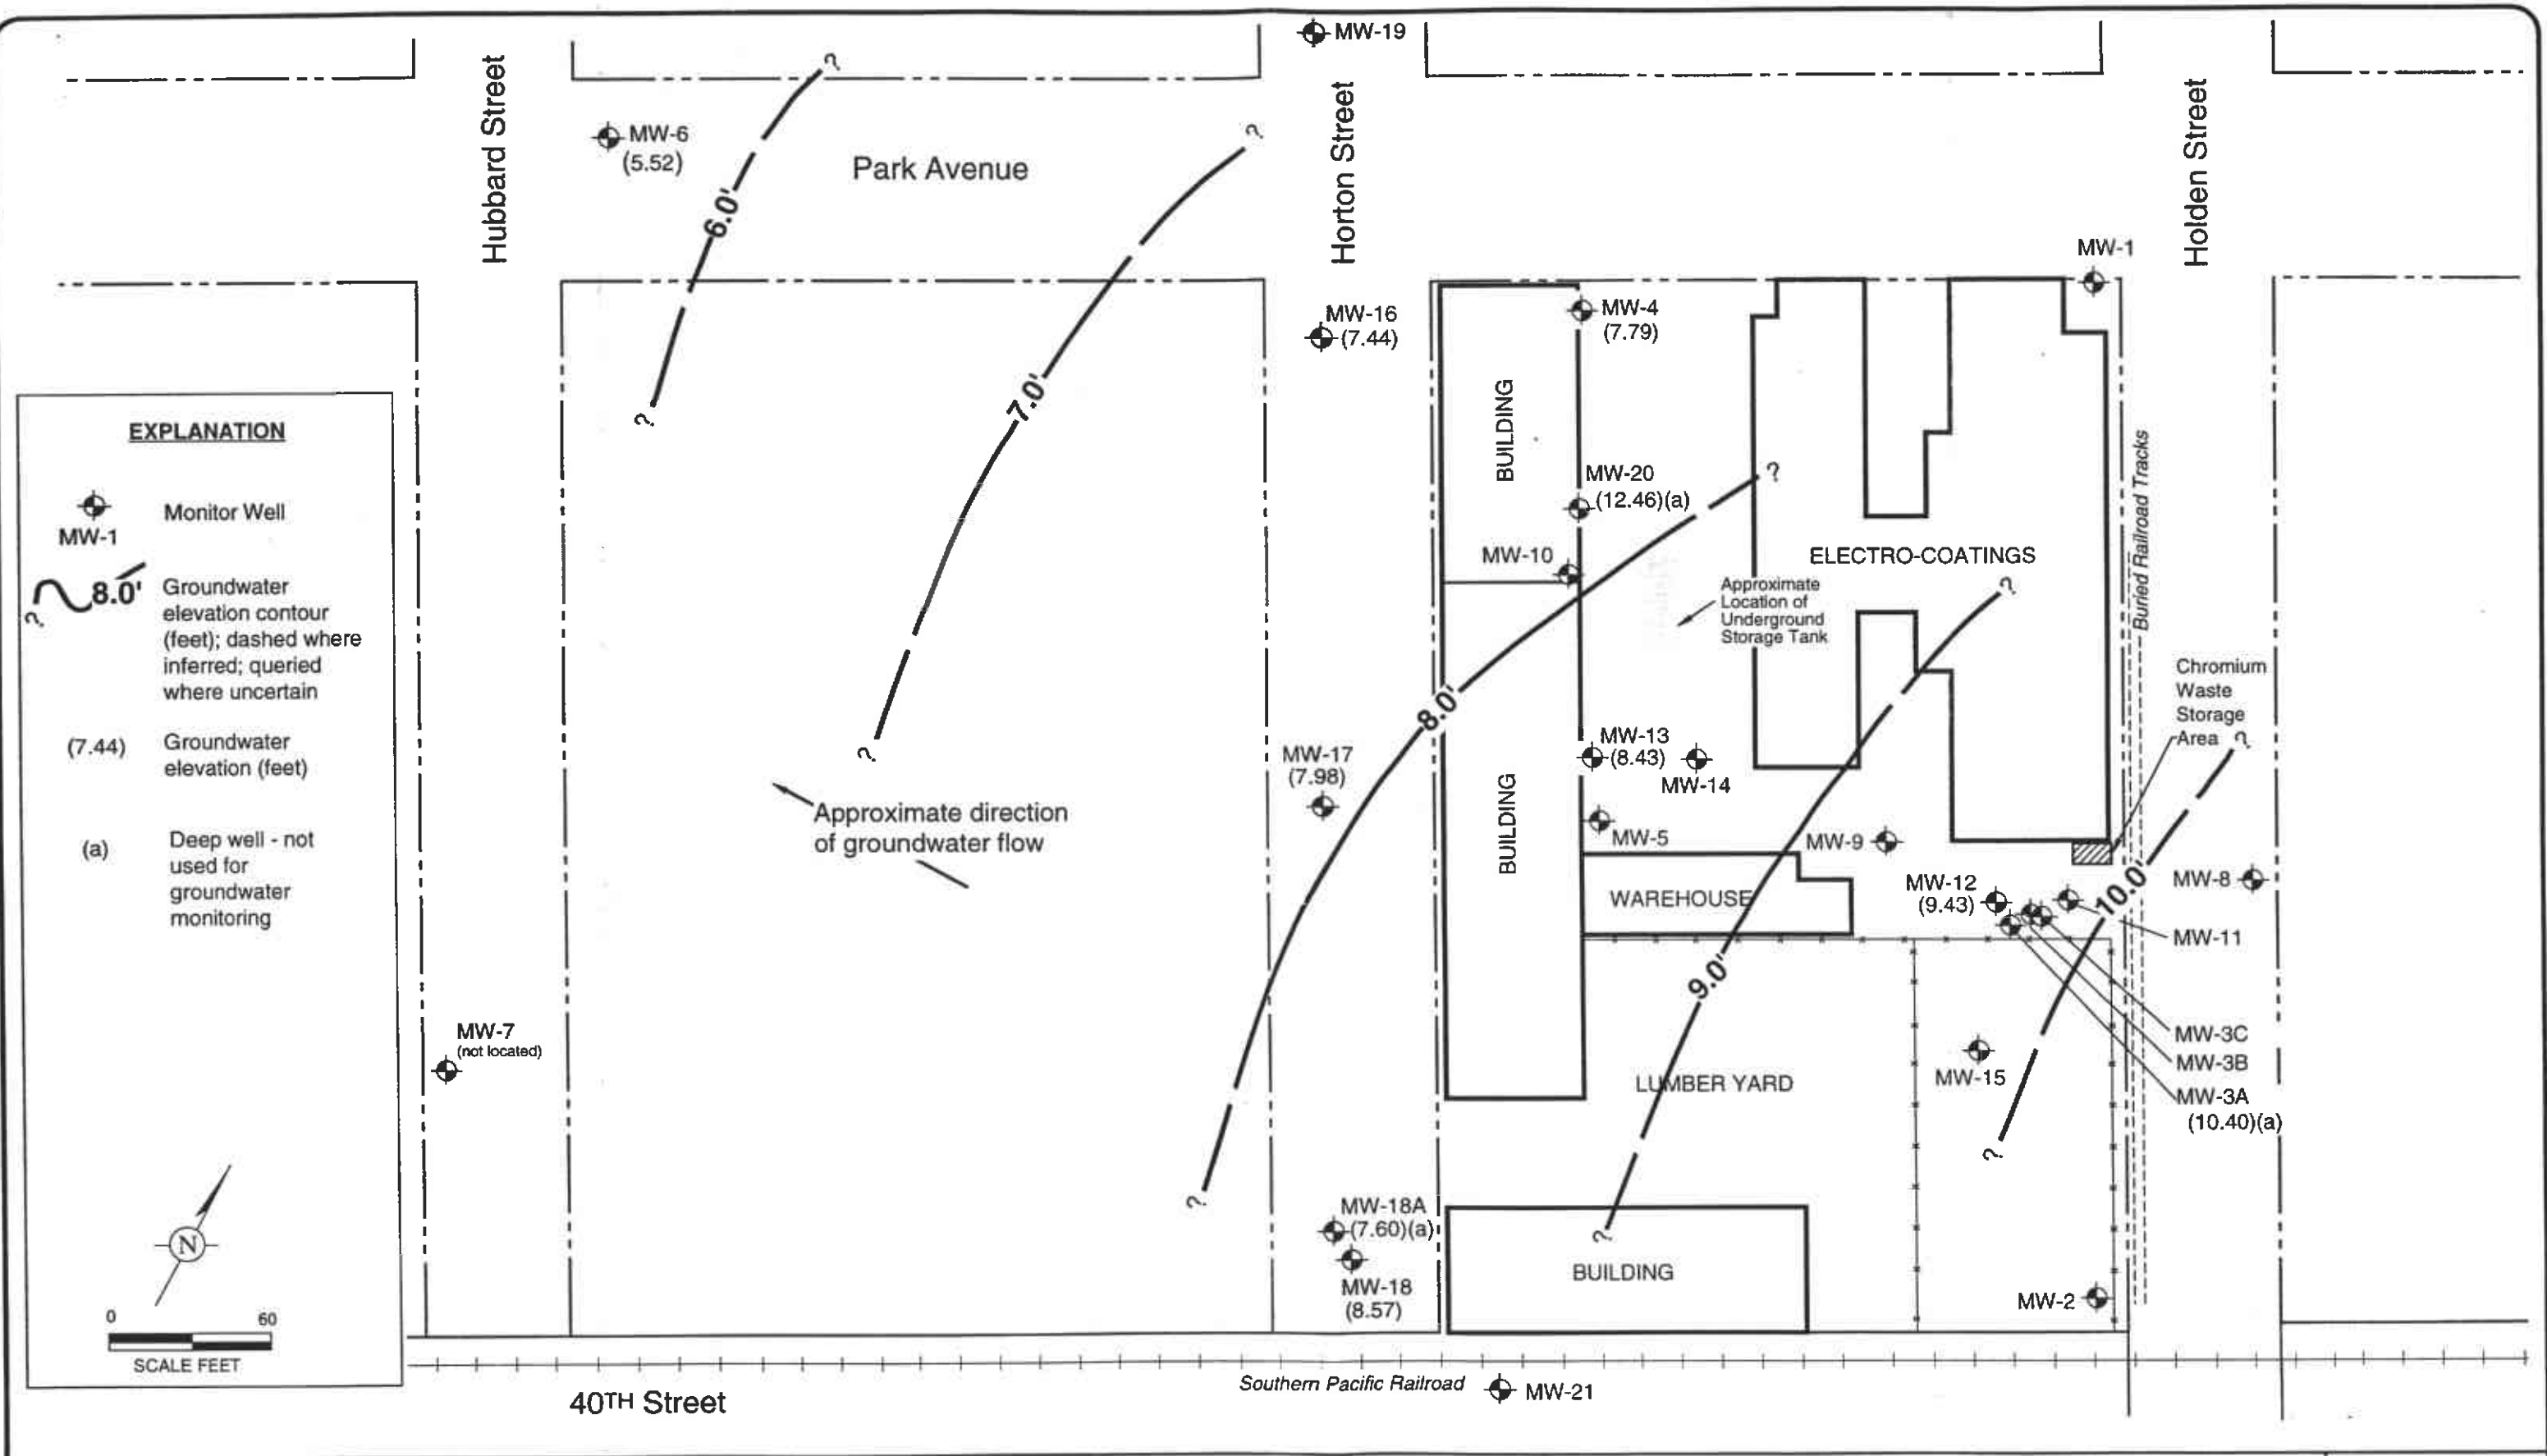 MW-19
Hubbard Street
Horton Street
Holden Street
?
MW-6
(5.52)
Park Avenue
?
6.0'
MW-1
MW-16
(7.44)
MW-4
(7.79)
?
7.0'
BUILDING
MW-20
(12.46)(a)
?
MW-10
ELECTRO-COATINGS
Approximate
Location of
Underground
Storage Tank
?
Buried Railroad Tracks
Chromium
Waste
Storage
Area
?
8.0'
?
MW-17
(7.98)
MW-13
(8.43)
MW-14
Approximate direction
of groundwater flow
BUILDING
MW-5
MW-9
WAREHOUSE
MW-12
(9.43)
10.0'
MW-8
MW-11
9.0'
MW-7
(not located)
MW-3C
MW-3B
MW-3A
(10.40)(a)
LUMBER YARD
MW-15
?
?
?
MW-18A
(7.60)(a)
MW-18
(8.57)
BUILDING
MW-2
Southern Pacific Railroad
MW-21
40TH Street
EXPLANATION
MW-1
Monitor Well
8.0'
?
Groundwater
elevation contour
(feet); dashed where
inferred; queried
where uncertain
(7.44)
Groundwater
elevation (feet)
(a)
Deep well - not
used for
groundwater
monitoring
N
0 60
SCALE FEET